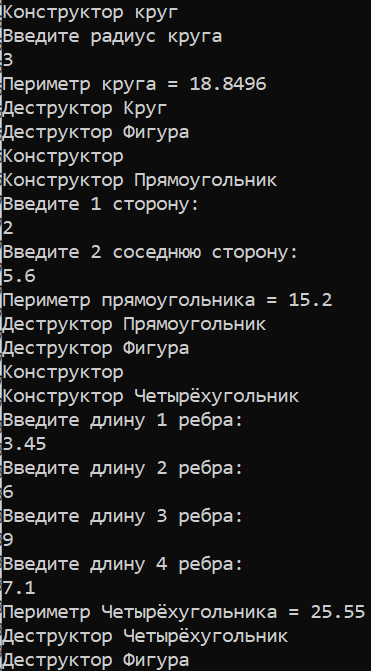 Конструктор круг
Введите радиус круга
3
Периметр круга = 18.8496
Деструктор Круг
Деструктор Фигура
Конструктор
Конструктор Прямоугольник
Введите 1 сторону:
2
Введите 2 соседнюю сторону:
5.6
Периметр прямоугольника = 15.2
Деструктор Прямоугольник
Деструктор Фигура
Конструктор
Конструктор Четырёхугольник
Введите длину 1 ребра:
3.45
Введите длину 2 ребра:
6
Введите длину 3 ребра:
9
Введите длину 4 ребра:
7.1
Периметр Четырёхугольника = 25.55
Деструктор Четырёхугольник
Деструктор Фигура